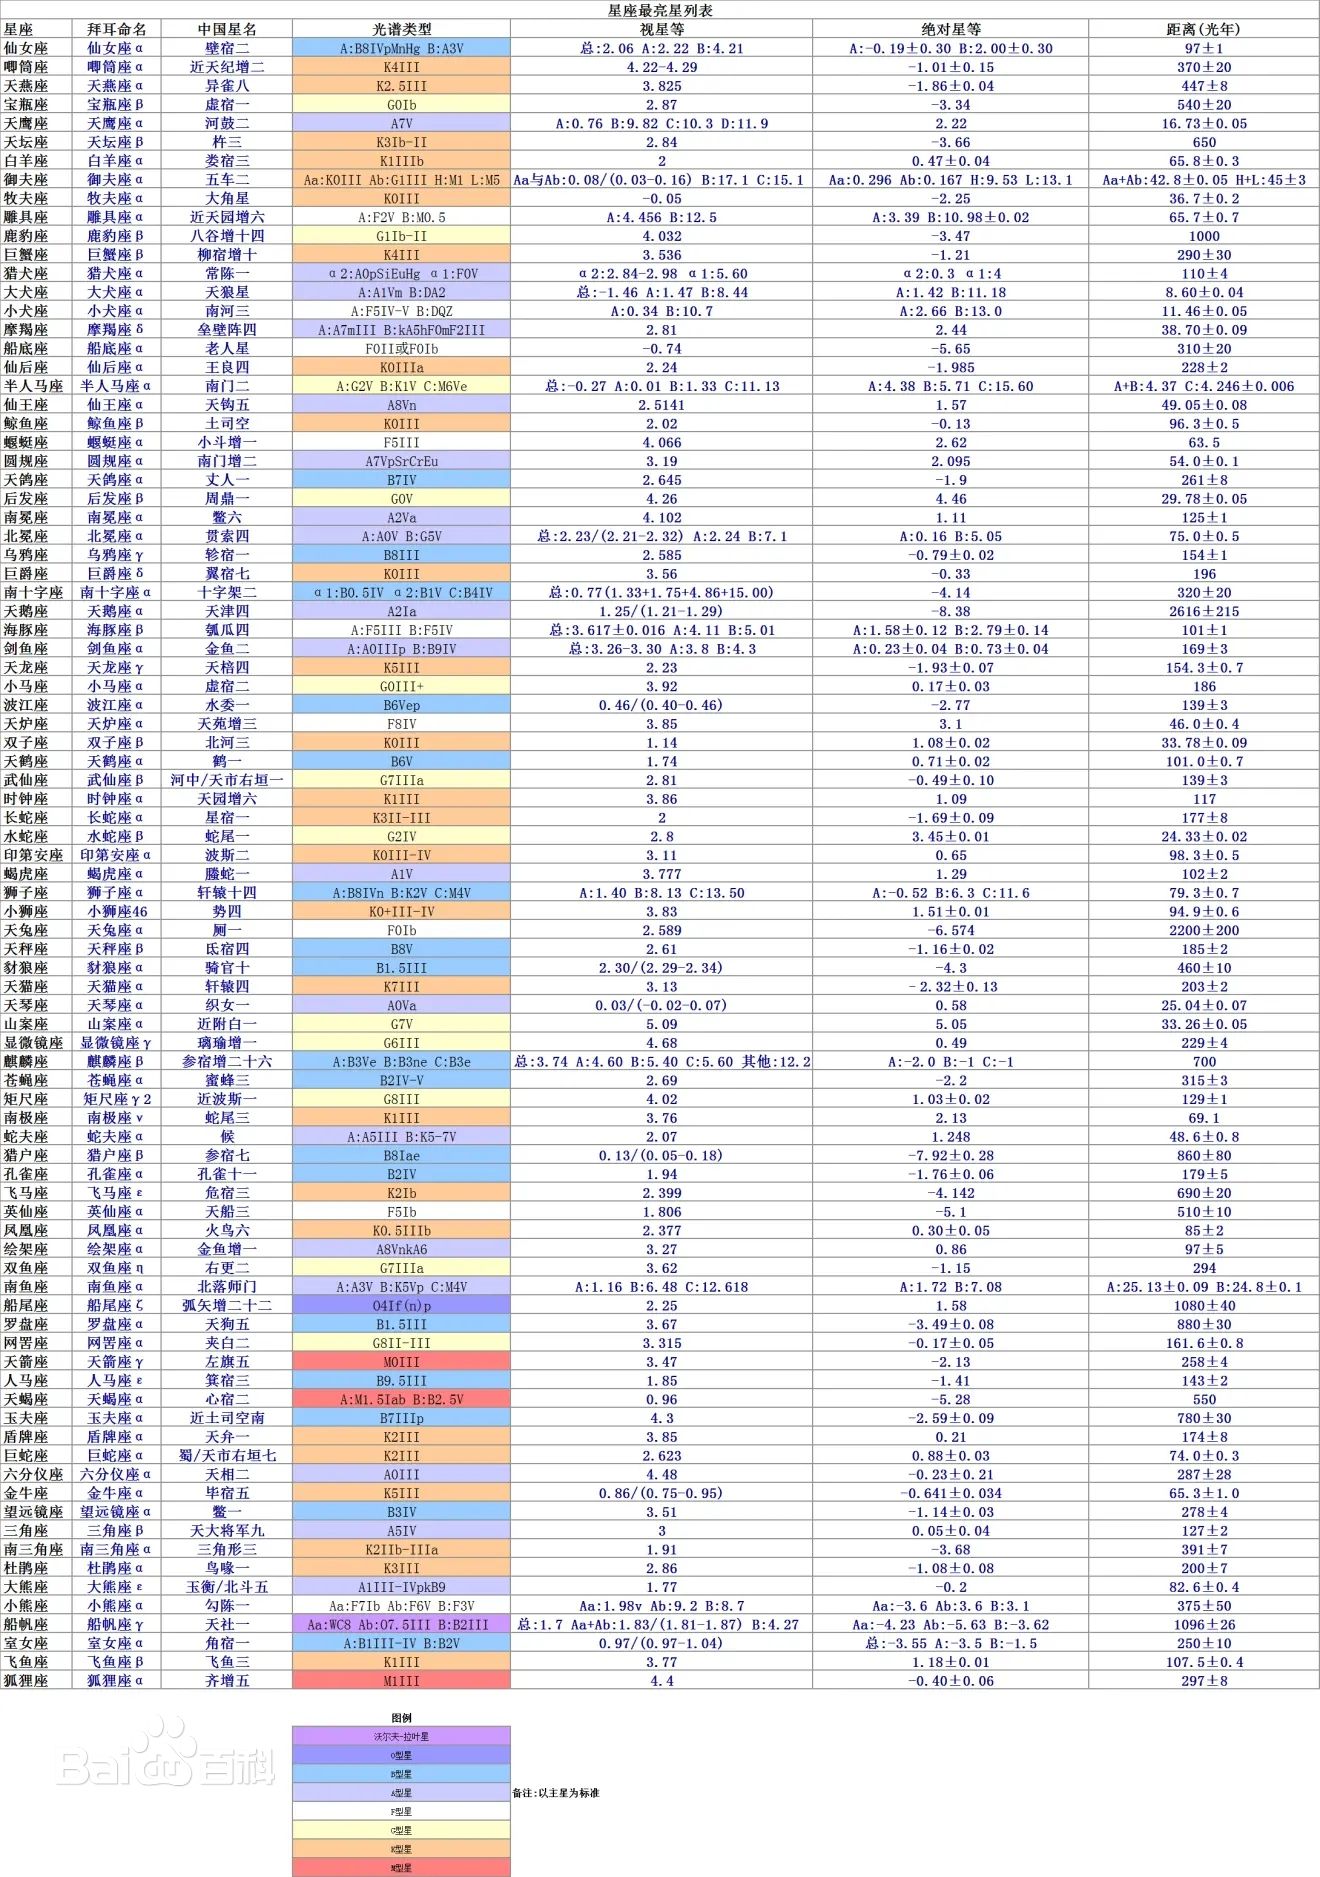 星座最亮星列表
星座 拜耳命名 中国星名 光谱类型 视星等 绝对星等 距离(光年)
仙女座 仙女座α 壁宿二 A:B8IVpMnHg B:A3V 总:2.06 A:2.22 B:4.21 A:-0.19±0.30 B:2.00±0.30 97±1
唧筒座 唧筒座α 近天纪增二 K4III 4.22-4.29 -1.01±0.15 370±20
天燕座 天燕座α 异雀八 K2.5III 3.825 -1.86±0.04 447±8
宝瓶座 宝瓶座β 虚宿一 G0Ib 2.87 -3.34 540±20
天鹰座 天鹰座α 河鼓二 A7V A:0.76 B:9.82 C:10.3 D:11.9 2.22 16.73±0.05
天坛座 天坛座β 杵三 K3Ib-II 2.84 -3.66 650
白羊座 白羊座α 娄宿三 K1IIIb 2 0.47±0.04 65.8±0.3
御夫座 御夫座α 五车二 Aa:K0III Ab:G1III H:M1 L:M5 Aa与Ab:0.08/(0.03-0.16) B:17.1 C:15.1 Aa:0.296 Ab:0.167 H:9.53 L:13.1 Aa+Ab:42.8±0.05 H+L:45±3
牧夫座 牧夫座α 大角星 K0III -0.05 -2.25 36.7±0.2
雕具座 雕具座α 近天园增六 A:F2V B:M0.5 A:4.456 B:12.5 A:3.39 B:10.98±0.02 65.7±0.7
鹿豹座 鹿豹座β 八谷增十四 G1Ib-II 4.032 -3.47 1000
巨蟹座 巨蟹座β 柳宿增十 K4III 3.536 -1.21 290±30
猎犬座 猎犬座α 常陈一 α2:A0pSiEuHg α1:F0V α2:2.84-2.98 α1:5.60 α2:0.3 α1:4 110±4
大犬座 大犬座α 天狼星 A:A1Vm B:DA2 总:-1.46 A:1.47 B:8.44 A:1.42 B:11.18 8.60±0.04
小犬座 小犬座α 南河三 A:F5IV-V B:DQZ A:0.34 B:10.7 A:2.66 B:13.0 11.46±0.05
摩羯座 摩羯座δ 垒壁阵四 A:A7mIII B:kA5hF0mF2III 2.81 2.44 38.70±0.09
船底座 船底座α 老人星 F0II或F0Ib -0.74 -5.65 310±20
仙后座 仙后座α 王良四 K0IIIa 2.24 -1.985 228±2
半人马座 半人马座α 南门二 A:G2V B:K1V C:M6Ve 总:-0.27 A:0.01 B:1.33 C:11.13 A:4.38 B:5.71 C:15.60 A+B:4.37 C:4.246±0.006
仙王座 仙王座α 天钩五 A8Vn 2.5141 1.57 49.05±0.08
鲸鱼座 鲸鱼座β 土司空 K0III 2.02 -0.13 96.3±0.5
蝘蜓座 蝘蜓座α 小斗增一 F5III 4.066 2.62 63.5
圆规座 圆规座α 南门增二 A7VpSrCrEu 3.19 2.095 54.0±0.1
天鸽座 天鸽座α 丈人一 B7IV 2.645 -1.9 261±8
后发座 后发座β 周鼎一 G0V 4.26 4.46 29.78±0.05
南冕座 南冕座α 鳖六 A2Va 4.102 1.11 125±1
北冕座 北冕座α 贯索四 A:A0V B:G5V 总:2.23/(2.21-2.32) A:2.24 B:7.1 A:0.16 B:5.05 75.0±0.5
乌鸦座 乌鸦座γ 轸宿一 B8III 2.585 -0.79±0.02 154±1
巨爵座 巨爵座δ 翼宿七 K0III 3.56 -0.33 196
南十字座 南十字座α 十字架二 α1:B0.5IV α2:B1V C:B4IV 总:0.77(1.33+1.75+4.86+15.00) -4.14 320±20
天鹅座 天鹅座α 天津四 A2Ia 1.25/(1.21-1.29) -8.38 2616±215
海豚座 海豚座β 瓠瓜四 A:F5III B:F5IV 总:3.617±0.016 A:4.11 B:5.01 A:1.58±0.12 B:2.79±0.14 101±1
剑鱼座 剑鱼座α 金鱼二 A:A0IIIp B:B9IV 总:3.26-3.30 A:3.8 B:4.3 A:0.23±0.04 B:0.73±0.04 169±3
天龙座 天龙座γ 天棓四 K5III 2.23 -1.93±0.07 154.3±0.7
小马座 小马座α 虚宿二 G0III+ 3.92 0.17±0.03 186
波江座 波江座α 水委一 B6Vep 0.46/(0.40-0.46) -2.77 139±3
天炉座 天炉座α 天苑增三 F8IV 3.85 3.1 46.0±0.4
双子座 双子座β 北河三 K0III 1.14 1.08±0.02 33.78±0.09
天鹤座 天鹤座α 鹤一 B6V 1.74 0.71±0.02 101.0±0.7
武仙座 武仙座β 河中/天市右垣一 G7IIIa 2.81 -0.49±0.10 139±3
时钟座 时钟座α 天园增六 K1III 3.86 1.09 117
长蛇座 长蛇座α 星宿一 K3II-III 2 -1.69±0.09 177±8
水蛇座 水蛇座β 蛇尾一 G2IV 2.8 3.45±0.01 24.33±0.02
印第安座 印第安座α 波斯二 K0III-IV 3.11 0.65 98.3±0.5
蝎虎座 蝎虎座α 螣蛇一 A1V 3.777 1.29 102±2
狮子座 狮子座α 轩辕十四 A:B8IVn B:K2V C:M4V A:1.40 B:8.13 C:13.50 A:-0.52 B:6.3 C:11.6 79.3±0.7
小狮座 小狮座46 势四 K0+III-IV 3.83 1.51±0.01 94.9±0.6
天兔座 天兔座α 厕一 F0Ib 2.589 -6.574 2200±200
天秤座 天秤座β 氐宿四 B8V 2.61 -1.16±0.02 185±2
豺狼座 豺狼座α 骑官十 B1.5III 2.30/(2.29-2.34) -4.3 460±10
天猫座 天猫座α 轩辕四 K7III 3.13 -2.32±0.13 203±2
天琴座 天琴座α 织女一 A0Va 0.03/(-0.02-0.07) 0.58 25.04±0.07
山案座 山案座α 近附白一 G7V 5.09 5.05 33.26±0.05
显微镜座 显微镜座γ 璃瑜增一 G6III 4.68 0.49 229±4
麒麟座 麒麟座β 参宿增二十六 A:B3Ve B:B3ne C:B3e 总:3.74 A:4.60 B:5.40 C:5.60 其他:12.2 A:-2.0 B:-1 C:-1 700
苍蝇座 苍蝇座α 蜜蜂三 B2IV-V 2.69 -2.2 315±3
矩尺座 矩尺座γ2 近波斯一 G8III 4.02 1.03±0.02 129±1
南极座 南极座ν 蛇尾三 K1III 3.76 2.13 69.1
蛇夫座 蛇夫座α 候 A:A5III B:K5-7V 2.07 1.248 48.6±0.8
猎户座 猎户座β 参宿七 B8Iae 0.13/(0.05-0.18) -7.92±0.28 860±80
孔雀座 孔雀座α 孔雀十一 B2IV 1.94 -1.76±0.06 179±5
飞马座 飞马座ε 危宿三 K2Ib 2.399 -4.142 690±20
英仙座 英仙座α 天船三 F5Ib 1.806 -5.1 510±10
凤凰座 凤凰座α 火鸟六 K0.5IIIb 2.377 0.30±0.05 85±2
绘架座 绘架座α 金鱼增一 A8VnkA6 3.27 0.86 97±5
双鱼座 双鱼座η 右更二 G7IIIa 3.62 -1.15 294
南鱼座 南鱼座α 北落师门 A:A3V B:K5Vp C:M4V A:1.16 B:6.48 C:12.618 A:1.72 B:7.08 A:25.13±0.09 B:24.8±0.1
船尾座 船尾座ζ 弧矢增二十二 O4If(n)p 2.25 1.58 1080±40
罗盘座 罗盘座α 天狗五 B1.5III 3.67 -3.49±0.08 880±30
网罟座 网罟座α 夹白二 G8II-III 3.315 -0.17±0.05 161.6±0.8
天箭座 天箭座γ 左旗五 M0III 3.47 -2.13 258±4
人马座 人马座ε 箕宿三 B9.5III 1.85 -1.41 143±2
天蝎座 天蝎座α 心宿二 A:M1.5Iab B:B2.5V 0.96 -5.28 550
玉夫座 玉夫座α 近土司空南 B7IIIp 4.3 -2.59±0.09 780±30
盾牌座 盾牌座α 天弁一 K2III 3.85 0.21 174±8
巨蛇座 巨蛇座α 蜀/天市右垣七 K2III 2.623 0.88±0.03 74.0±0.3
六分仪座 六分仪座α 天相二 A0III 4.48 -0.23±0.21 287±28
金牛座 金牛座α 毕宿五 K5III 0.86/(0.75-0.95) -0.641±0.034 65.3±1.0
望远镜座 望远镜座α 鳖一 B3IV 3.51 -1.14±0.03 278±4
三角座 三角座β 天大将军九 A5IV 3 0.05±0.04 127±2
南三角座 南三角座α 三角形三 K2IIb-IIIa 1.91 -3.68 391±7
杜鹃座 杜鹃座α 鸟喙一 K3III 2.86 -1.08±0.08 200±7
大熊座 大熊座ε 玉衡/北斗五 A1III-IVpkB9 1.77 -0.2 82.6±0.4
小熊座 小熊座α 勾陈一 Aa:F7Ib Ab:F6V B:F3V Aa:1.98v Ab:9.2 B:8.7 Aa:-3.6 Ab:3.6 B:3.1 375±50
船帆座 船帆座γ 天社一 Aa:WC8 Ab:O7.5III B:B2III 总:1.7 Aa+Ab:1.83/(1.81-1.87) B:4.27 Aa:-4.23 Ab:-5.63 B:-3.62 1096±26
室女座 室女座α 角宿一 A:B1III-IV B:B2V 0.97/(0.97-1.04) 总:-3.55 A:-3.5 B:-1.5 250±10
飞鱼座 飞鱼座β 飞鱼三 K1III 3.77 1.18±0.01 107.5±0.4
狐狸座 狐狸座α 齐增五 M1III 4.4 -0.40±0.06 297±8
图例
沃尔夫-拉叶星
O型星
B型星
A型星 备注:以主星为标准
F型星
G型星
K型星
M型星
Bai百科